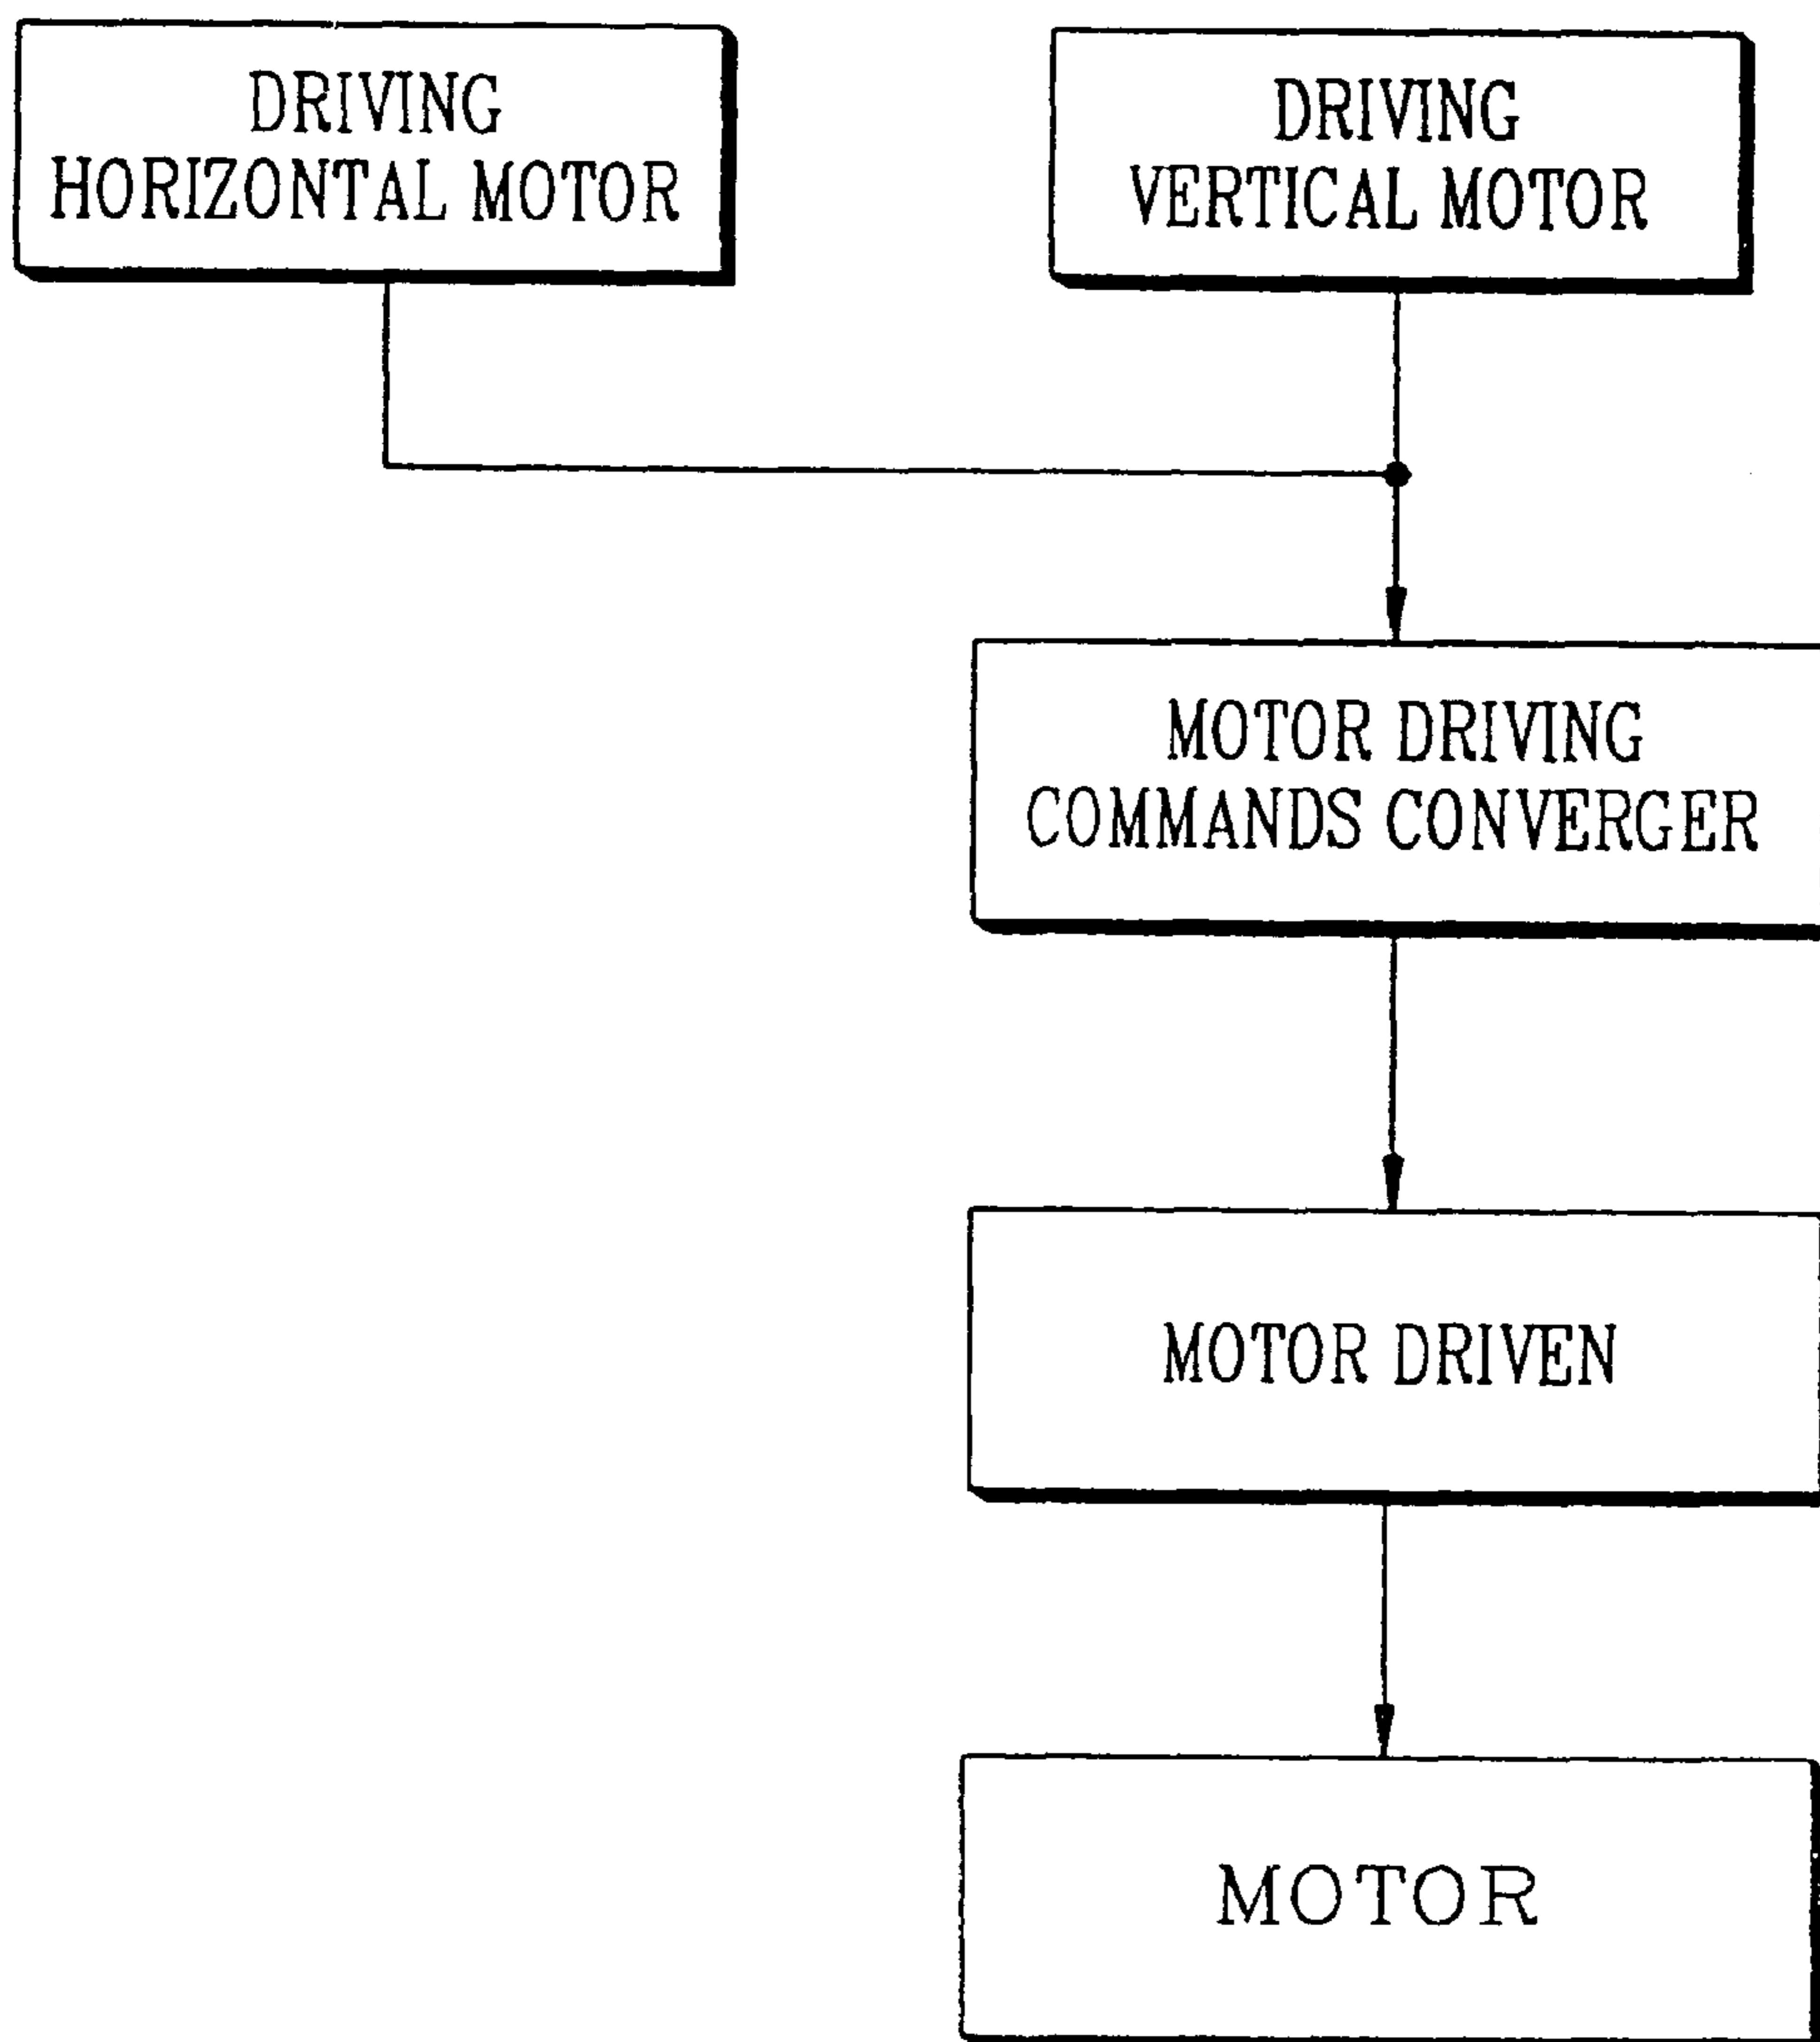 DRIVING
HORIZONTAL MOTOR
DRIVING
VERTICAL MOTOR
MOTOR DRIVING
COMMANDS CONVERGER
MOTOR DRIVEN
MOTOR